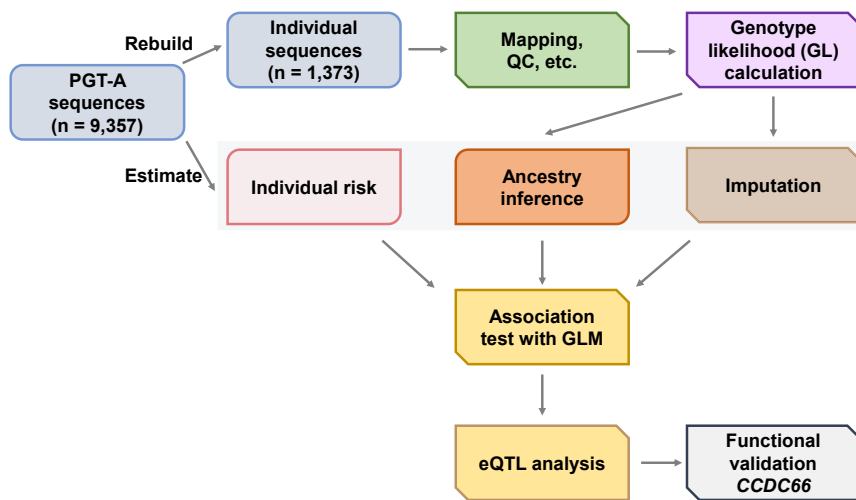 Rebuild
PGT-A
sequences
(n = 9,357)
Estimate
Individual
sequences
(n = 1,373)
Mapping,
QC, etc.
Genotype
likelihood (GL)
calculation
Individual risk
Ancestry
inference
Imputation
Association
test with GLM
eQTL analysis
Functional
validation
CCDC66